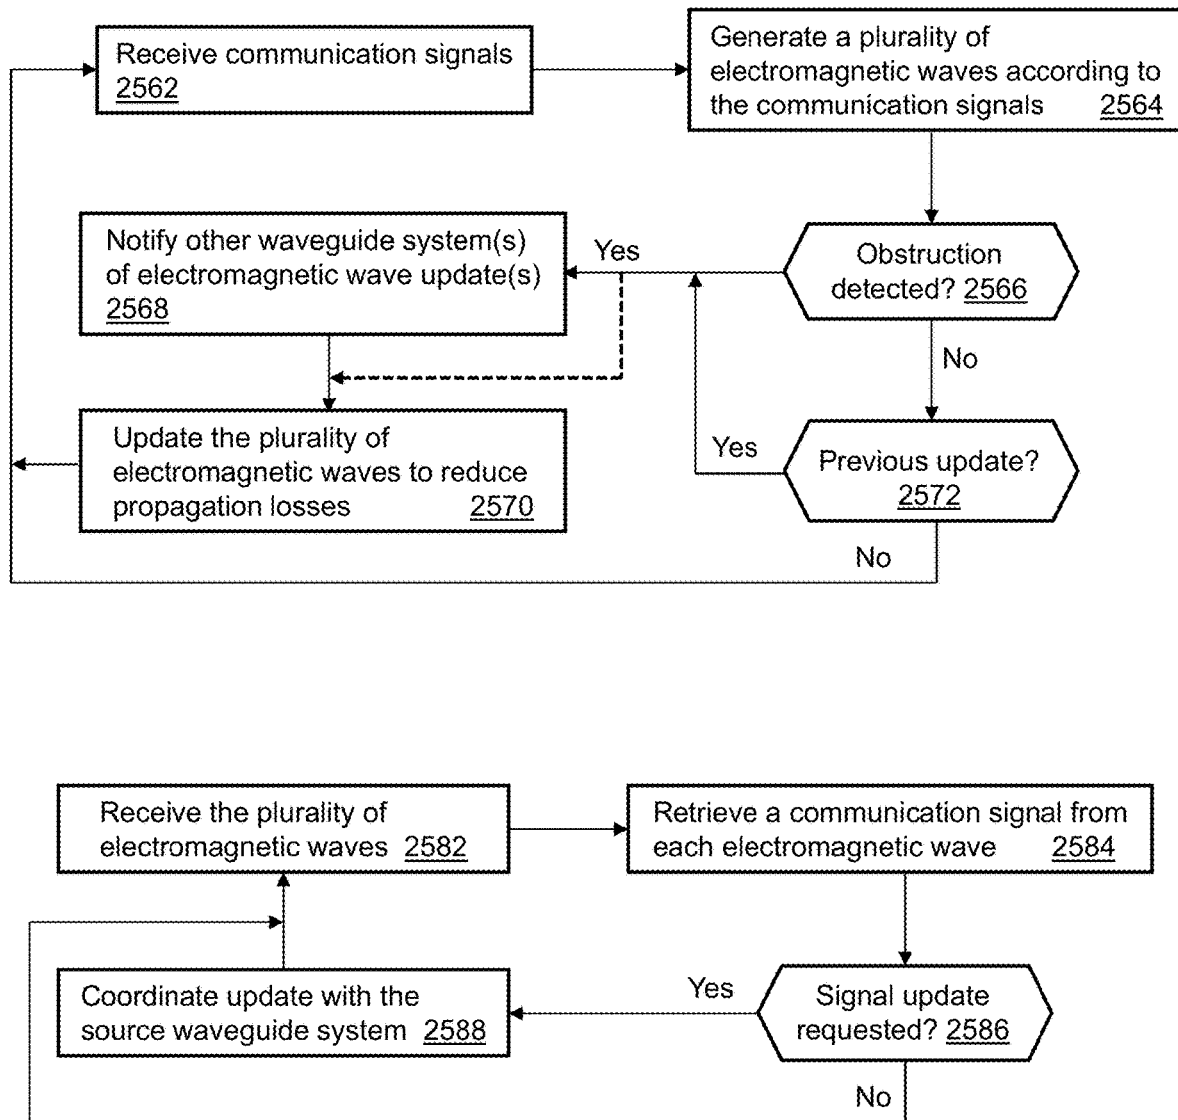 Receive communication signals
2562
Generate a plurality of
electromagnetic waves according to
the communication signals 2564
Notify other waveguide system(s)
of electromagnetic wave update(s)
2568
Yes
Obstruction
detected? 2566
No
Update the plurality of
electromagnetic waves to reduce
propagation losses 2570
Yes
Previous update?
2572
No
Receive the plurality of
electromagnetic waves 2582
Retrieve a communication signal from
each electromagnetic wave 2584
Coordinate update with the
source waveguide system 2588
Yes
Signal update
requested? 2586
No